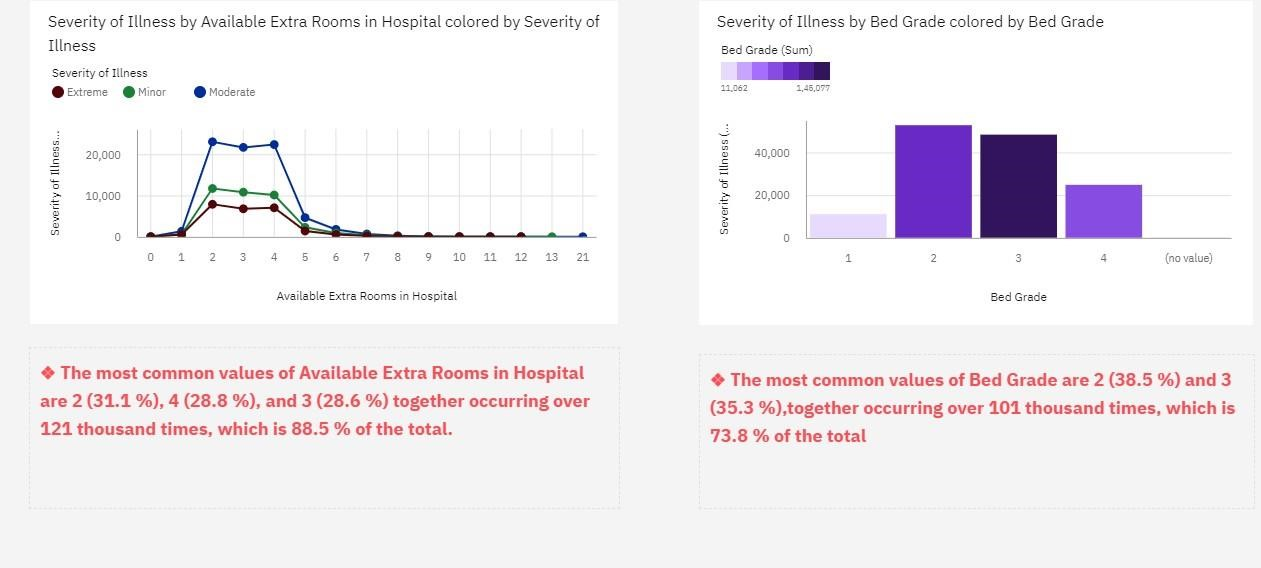 Severity of Illness by Available Extra Rooms in Hospital colored by Severity of
Illness
Severity of Illness
Extreme Minor Moderate
Severity of Illness...
20,000
10,000
0
0 1 2 3 4 5 6 7 8 9 10 11 12 13 21
Available Extra Rooms in Hospital
❖ The most common values of Available Extra Rooms in Hospital
are 2 (31.1 %), 4 (28.8 %), and 3 (28.6 %) together occurring over
121 thousand times, which is 88.5 % of the total.
Severity of Illness by Bed Grade colored by Bed Grade
Bed Grade (Sum)
11,062 1,45,077
Severity of Illness (...
40,000
20,000
0
1 2 3 4 (no value)
Bed Grade
❖ The most common values of Bed Grade are 2 (38.5 %) and 3
(35.3 %),together occurring over 101 thousand times, which is
73.8 % of the total